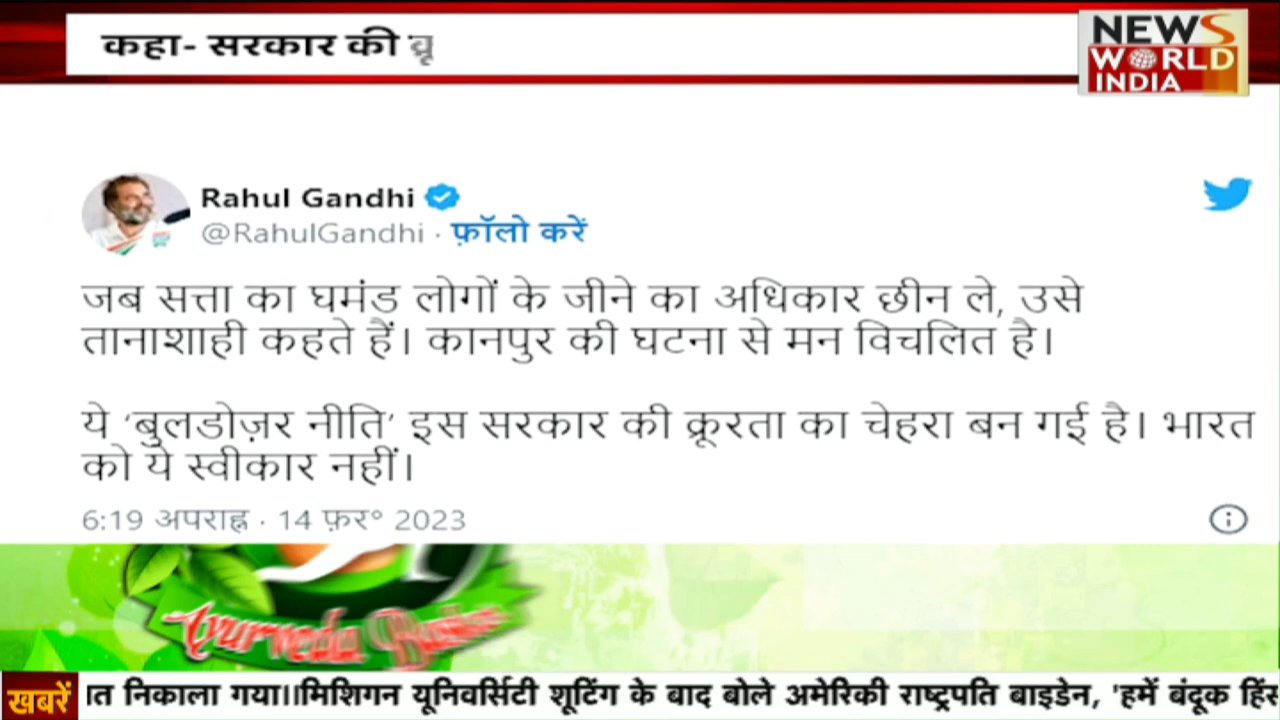 कहा- सरकार की
NEWS
WORLD
INDIA
Rahul Gandhi
@RahulGandhi · फ़ॉलो करें
जब सत्ता का घमंड लोगों के जीने का अधिकार छीन ले, उसे
तानाशाही कहते हैं। कानपुर की घटना से मन विचलित है।
ये ‘बुलडोज़र नीति’ इस सरकार की क्रूरता का चेहरा बन गई है। भारत
को ये स्वीकार नहीं।
6:19 अपराह्न · 14 फ़र॰ 2023
Ayurveda
खबरें
त निकाला गया।।मिशिगन यूनिवर्सिटी शूटिंग के बाद बोले अमेरिकी राष्ट्रपति बाइडेन, 'हमें बंदूक